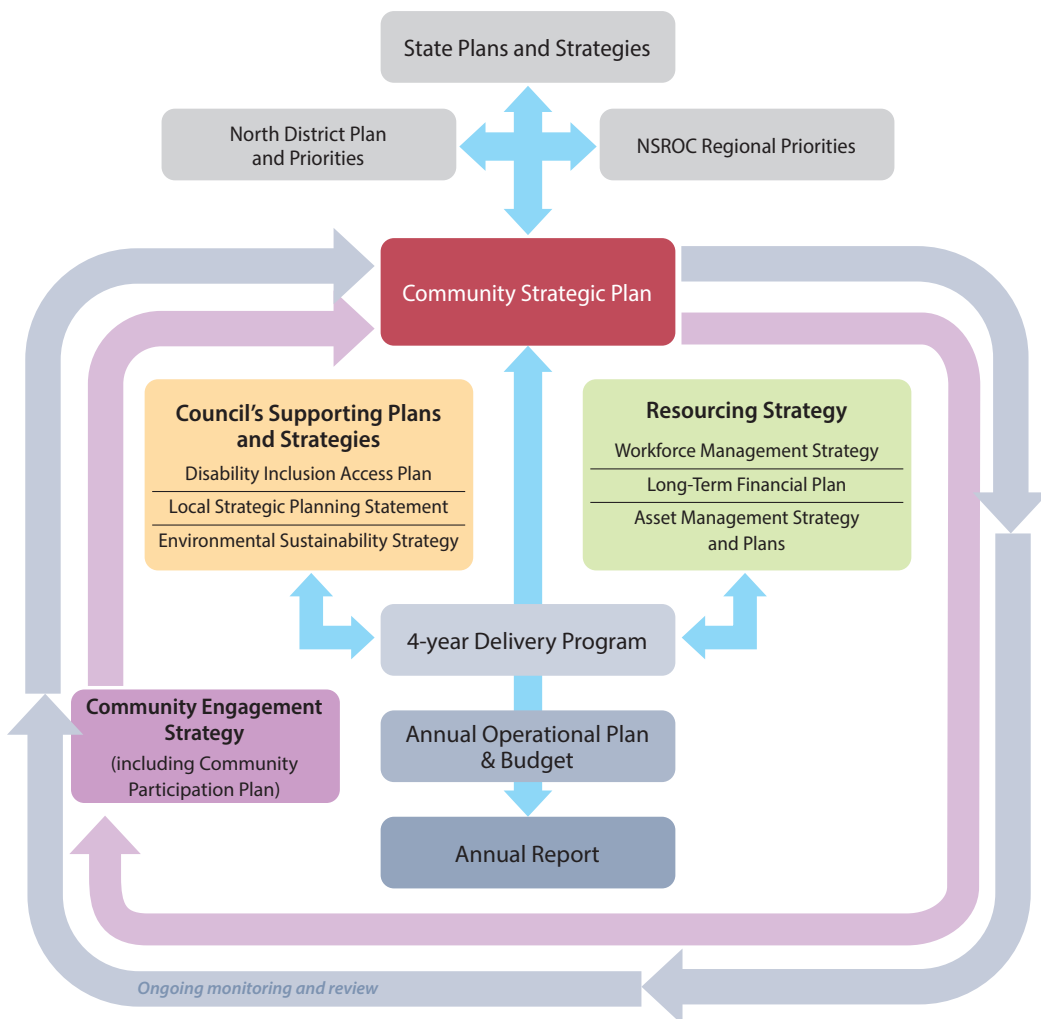 State Plans and Strategies
North District Plan
and Priorities
NSROC Regional Priorities
Community Strategic Plan
Council’s Supporting Plans
and Strategies
Disability Inclusion Access Plan
Local Strategic Planning Statement
Environmental Sustainability Strategy
Resourcing Strategy
Workforce Management Strategy
Long-Term Financial Plan
Asset Management Strategy
and Plans
4-year Delivery Program
Community Engagement
Strategy
(including Community
Participation Plan)
Annual Operational Plan
& Budget
Annual Report
Ongoing monitoring and review